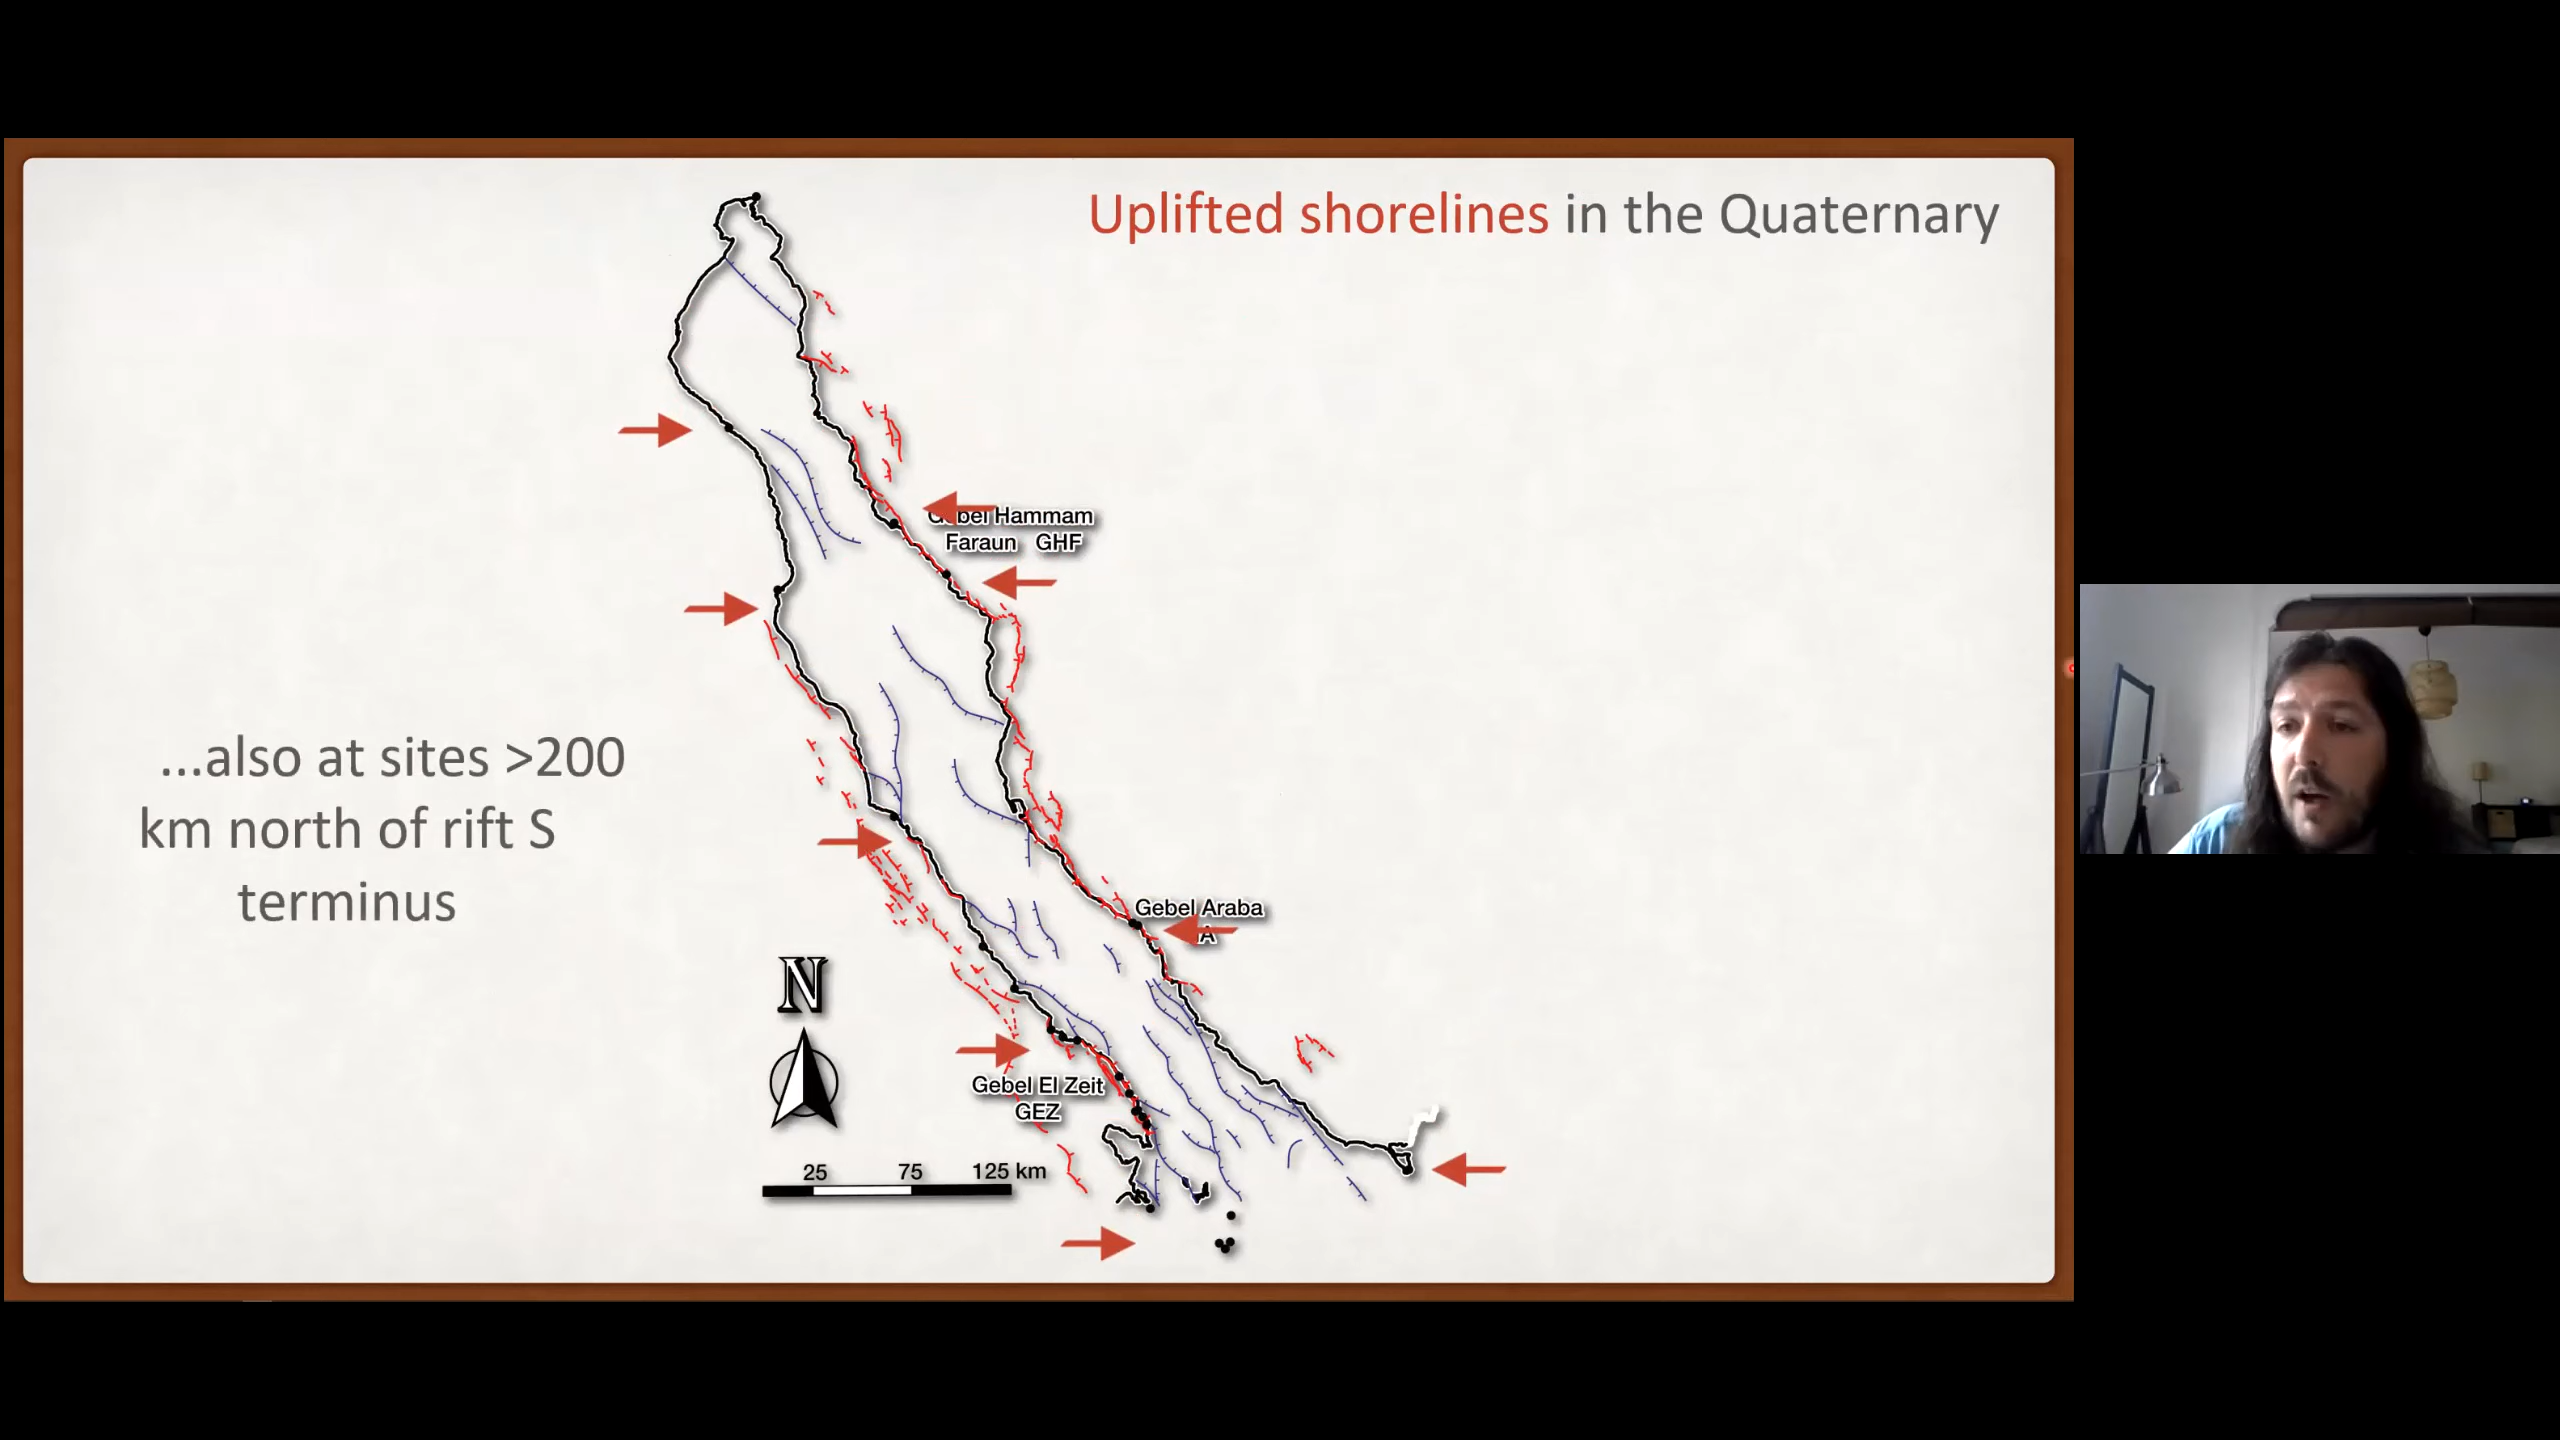 Uplifted shorelines in the Quaternary
Gebel Hammam
Faraun GHF
...also at sites >200
km north of rift S
terminus
Gebel Araba
N
Gebel El Zeit
GEZ
25 75 125 km